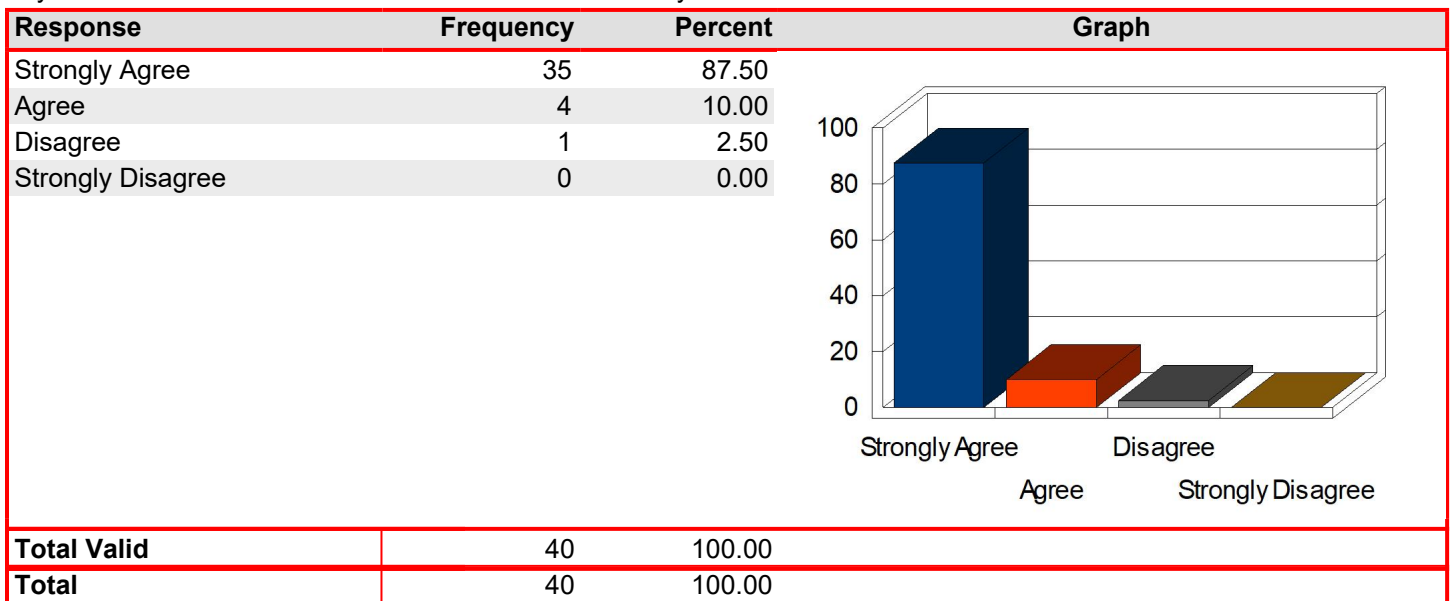 Response Frequency Percent Graph
Strongly Agree 35 87.50
Agree 4 10.00
Disagree 1 2.50
Strongly Disagree 0 0.00
100
80
60
40
20
0
Strongly Agree Disagree
Agree Strongly Disagree
Total Valid 40 100.00
Total 40 100.00